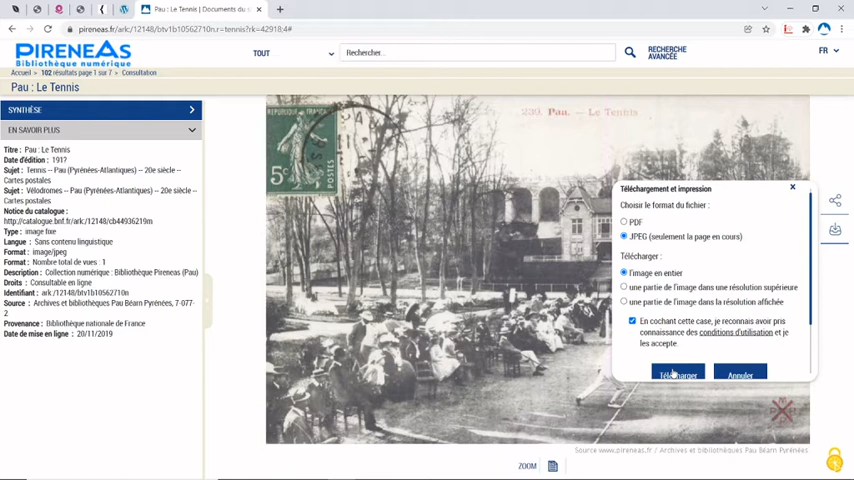 Pau : Le Tennis | Documents du s
pireneas.fr/ark:/12148/btv1b10562710n.r=tennis?rk=42918;4#
PIRENEAS
Bibliothèque numérique
TOUT
Rechercher...
RECHERCHE
AVANCÉE
FR
Accueil > 102 résultats page 1 sur 7 > Consultation
Pau : Le Tennis
SYNTHÈSE
EN SAVOIR PLUS
Titre : Pau : Le Tennis
Date d'édition : 191?
Sujet : Tennis -- Pau (Pyrénées-Atlantiques) -- 20e siècle --
Cartes postales
Sujet : Vélodromes -- Pau (Pyrénées-Atlantiques) -- 20e siècle --
Cartes postales
Notice du catalogue :
http://catalogue.bnf.fr/ark:/12148/cb44936219m
Type : image fixe
Langue : Sans contenu linguistique
Format : image/jpeg
Format : Nombre total de vues : 1
Description : Collection numérique : Bibliothèque Pireneas (Pau)
Droits : Consultable en ligne
Identifiant : ark:/12148/btv1b10562710n
Source : Archives et bibliothèques Pau Béarn Pyrénées, 7-077-
2
Provenance : Bibliothèque nationale de France
Date de mise en ligne : 20/11/2019
REPUBLIQUE FRANÇAISE
5c
230. Pau. — Le Tennis
Téléchargement et impression
Choisir le format du fichier :
PDF
JPEG (seulement la page en cours)
Télécharger :
l'image en entier
une partie de l'image dans une résolution supérieure
une partie de l'image dans la résolution affichée
En cochant cette case, je reconnais avoir pris
connaissance des conditions d'utilisation et je
les accepte.
Télécharger
Annuler
Source www.pireneas.fr / Archives et bibliothèques Pau Béarn Pyrénées
ZOOM